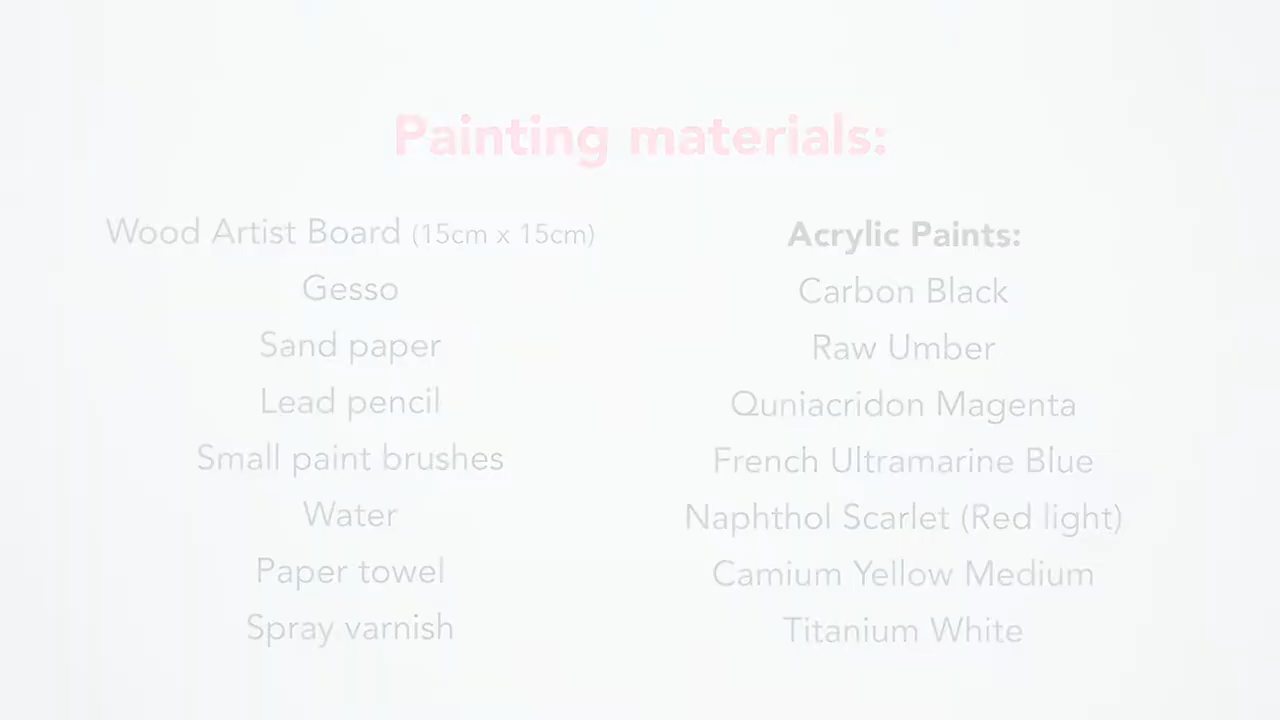 Painting materials:
Wood Artist Board (15cm x 15cm)
Gesso
Sand paper
Lead pencil
Small paint brushes
Water
Paper towel
Spray varnish
Acrylic Paints:
Carbon Black
Raw Umber
Quniacridon Magenta
French Ultramarine Blue
Naphthol Scarlet (Red light)
Camium Yellow Medium
Titanium White